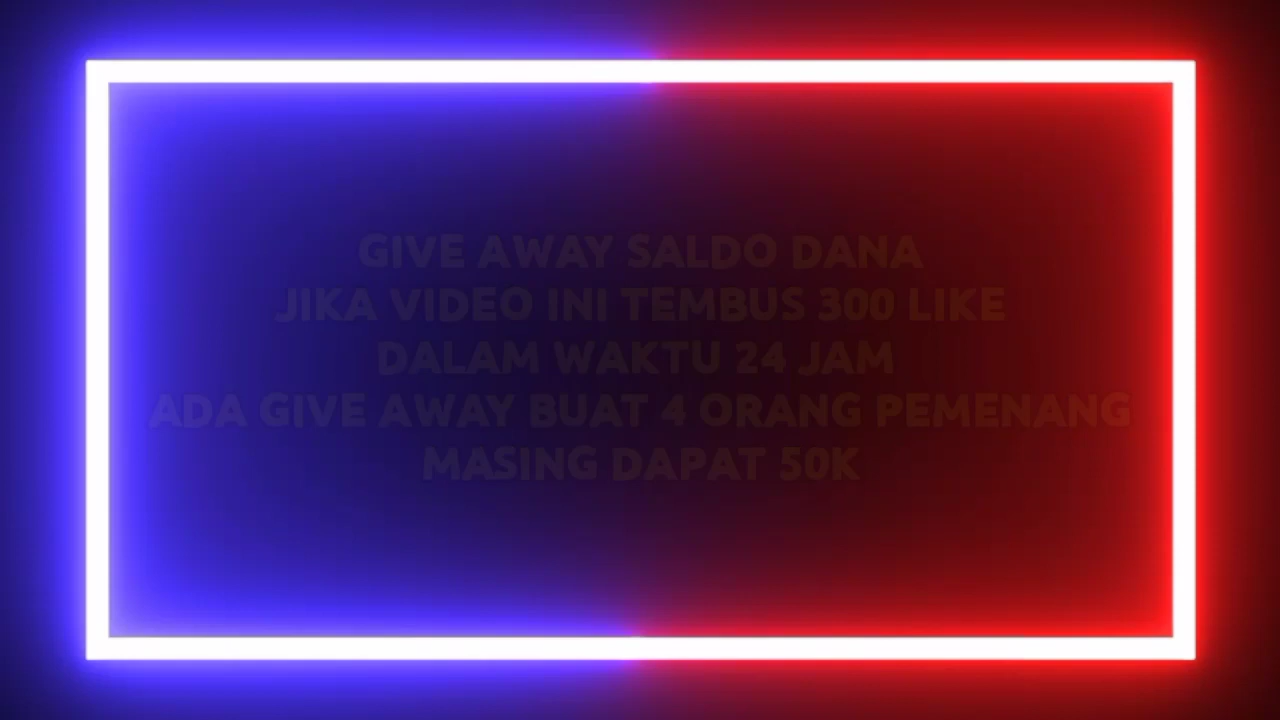 GIVE AWAY SALDO DANA
JIKA VIDEO INI TEMBUS 300 LIKE
DALAM WAKTU 24 JAM
ADA GIVE AWAY BUAT 4 ORANG PEMENANG
MASING DAPAT 50K